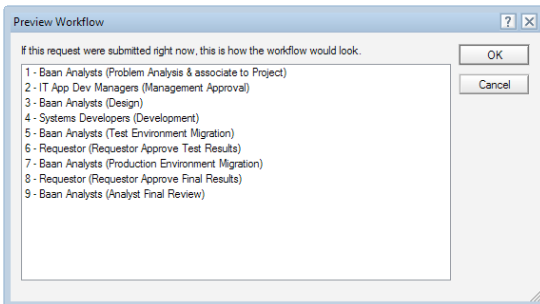 Preview Workflow
If this request were submitted right now, this is how the workflow would look.
OK
Cancel
1 - Baan Analysts (Problem Analysis & associate to Project)
2 - IT App Dev Managers (Management Approval)
3 - Baan Analysts (Design)
4 - Systems Developers (Development)
5 - Baan Analysts (Test Environment Migration)
6 - Requestor (Requestor Approve Test Results)
7 - Baan Analysts (Production Environment Migration)
8 - Requestor (Requestor Approve Final Results)
9 - Baan Analysts (Analyst Final Review)